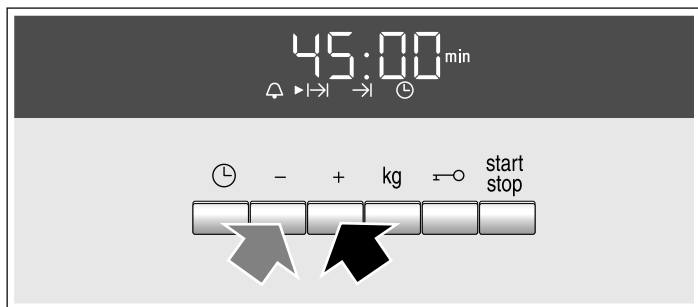 45:00 min
− + kg start
stop